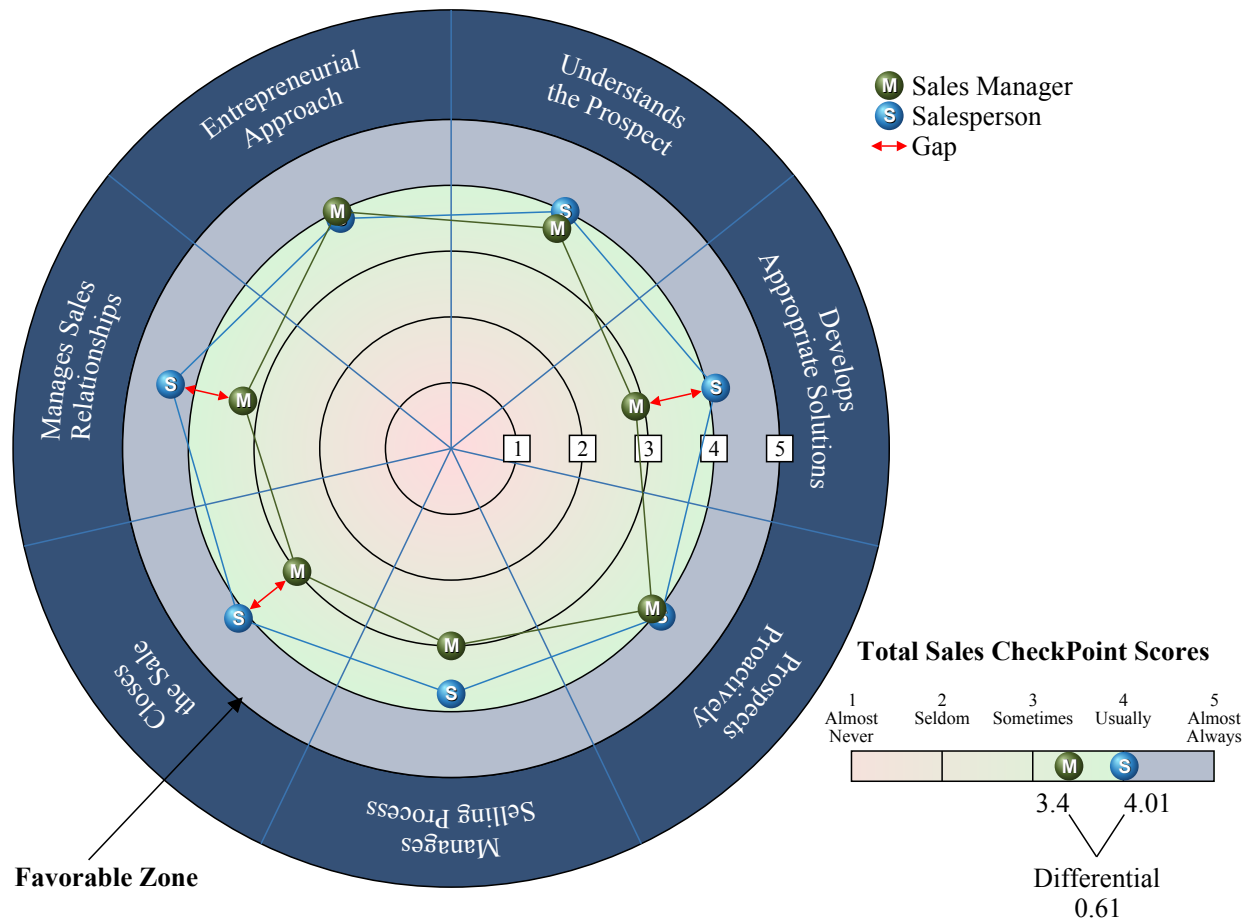 Entrepreneurial
Approach
Understands
the Prospect
Develops
Appropriate Solutions
Prospects
Proactively
Manages
Selling Process
Closes
the Sale
Manages Sales
Relationships
M
S
M
S
M
S
M
S
M
S
M
S
M
S
1
2
3
4
5
M Sales Manager
S Salesperson
Gap
Favorable Zone
Total Sales CheckPoint Scores
1 2 3 4 5
Almost Never
Seldom
Sometimes
Usually
Almost Always
M S
3.4 4.01
Differential
0.61